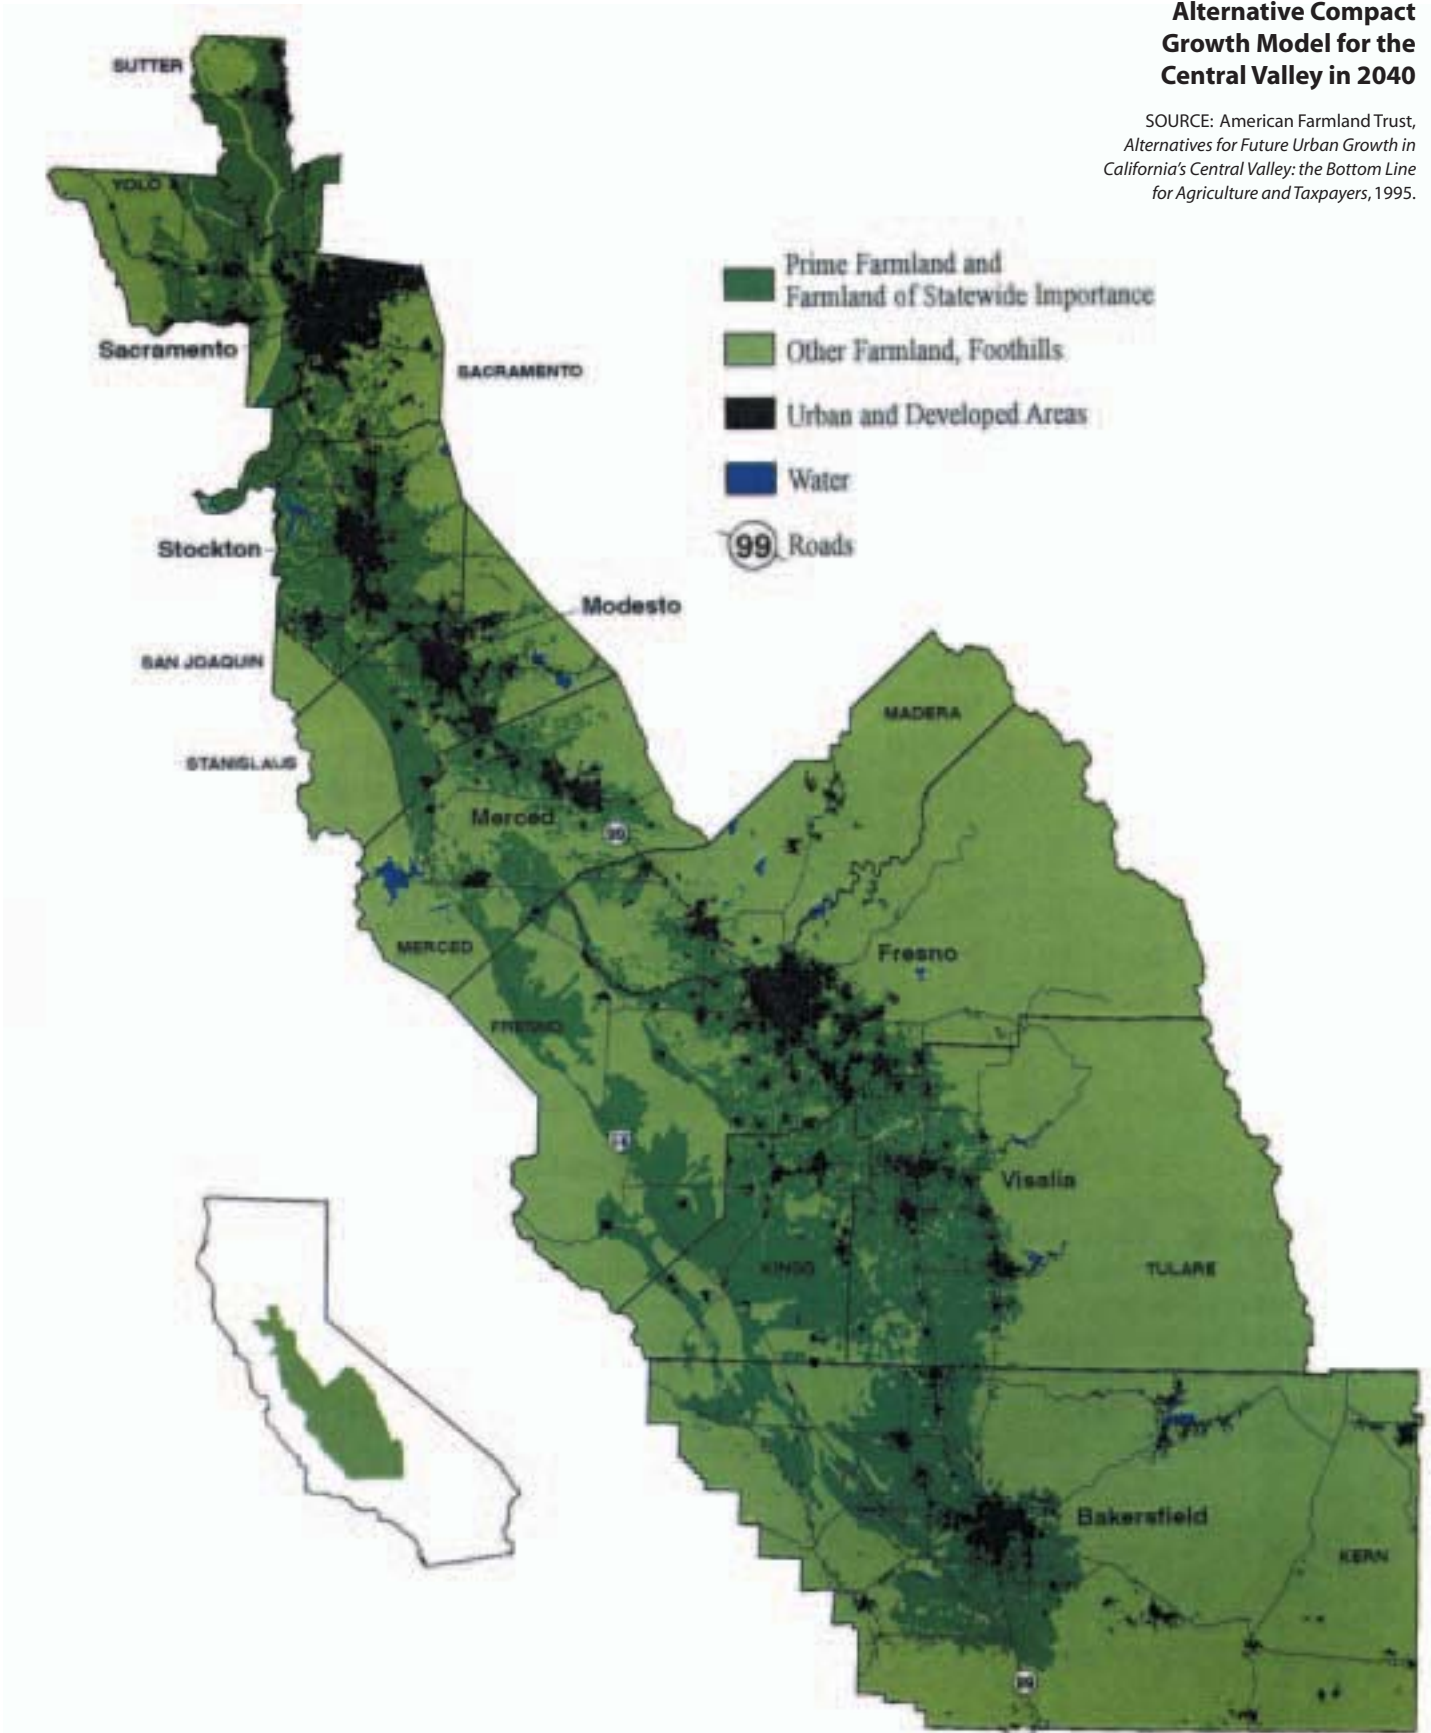 Alternative Compact
Growth Model for the
Central Valley in 2040
SOURCE: American Farmland Trust,
Alternatives for Future Urban Growth in
California's Central Valley: the Bottom Line
for Agriculture and Taxpayers, 1995.
SUTTER
YOLO
Prime Farmland and
Farmland of Statewide Importance
Sacramento
Other Farmland, Foothills
SACRAMENTO
Urban and Developed Areas
Water
99 Roads
Stockton
Modesto
SAN JOAQUIN
MADERA
STANISLAUS
Merced
99
MERCED
Fresno
FRESNO
Visalia
KINGS
TULARE
Bakersfield
KERN
99